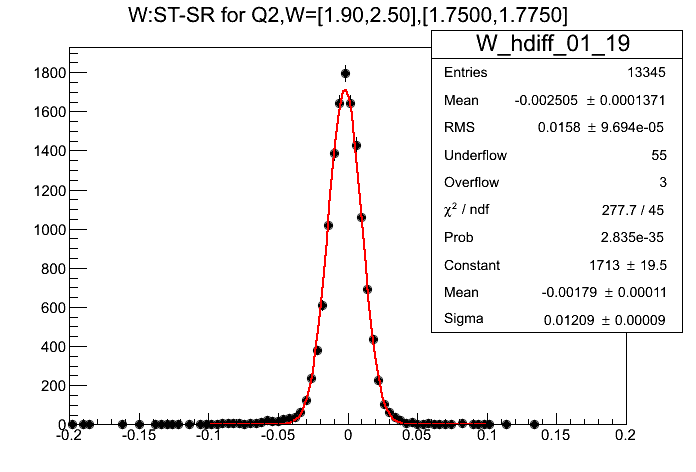 W:ST-SR for Q2,W=[1.90,2.50],[1.7500,1.7750]
W_hdiff_01_19
Entries 13345
Mean -0.002505 ± 0.0001371
RMS 0.0158 ± 9.694e-05
Underflow 55
Overflow 3
χ² / ndf 277.7 / 45
Prob 2.835e-35
Constant 1713 ± 19.5
Mean -0.00179 ± 0.00011
Sigma 0.01209 ± 0.00009
1800
1600
1400
1200
1000
800
600
400
200
0
-0.2 -0.15 -0.1 -0.05 0 0.05 0.1 0.15 0.2